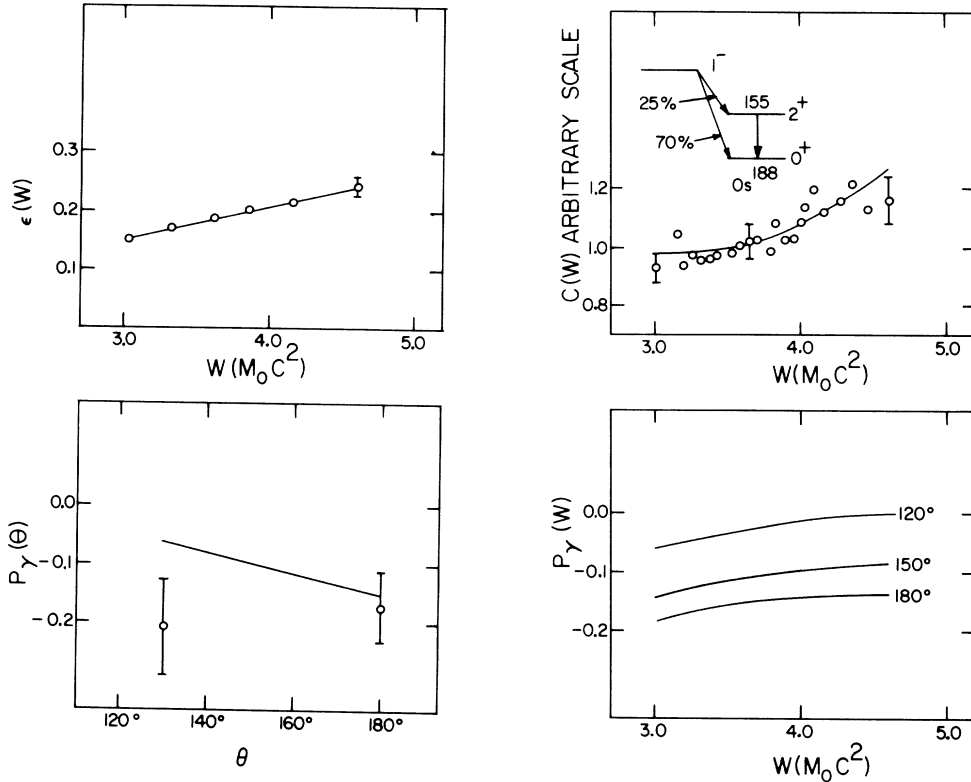 ϵ (W)
0.3
0.2
0.1
3.0 4.0 5.0
W (M₀C²)
C(W) ARBITRARY SCALE
1.2
1.0
0.8
1⁻
25%
155
2⁺
70%
0⁺
188
Os
3.0 4.0 5.0
W(M₀C²)
Pγ(θ)
0.0
-0.1
-0.2
120° 140° 160° 180°
θ
Pγ (W)
0.0
-0.1
-0.2
120°
150°
180°
3.0 4.0 5.0
W(M₀C²)